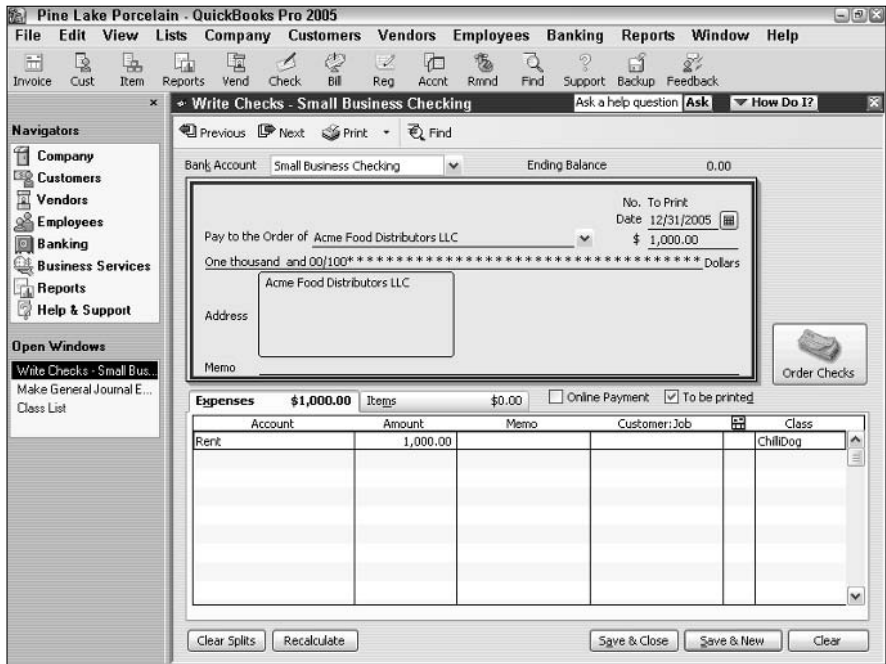 Pine Lake Porcelain - QuickBooks Pro 2005
File Edit View Lists Company Customers Vendors Employees Banking Reports Window Help
Invoice Cust Item Reports Vend Check Bill Reg Accnt Rmnd Find Support Backup Feedback
Write Checks - Small Business Checking Ask a help question Ask How Do I?
Navigators
Company
Customers
Vendors
Employees
Banking
Business Services
Reports
Help & Support
Open Windows
Write Checks - Small Bus...
Make General Journal E...
Class List
Previous Next Print Find
Bank Account Small Business Checking Ending Balance 0.00
No. To Print
Date 12/31/2005
Pay to the Order of Acme Food Distributors LLC $ 1,000.00
One thousand and 00/100* * * * * * * * * * * * * * * * * * * * * * * * * * * * * * * * * * * Dollars
Acme Food Distributors LLC
Address
Memo
Order Checks
Expenses $1,000.00 Items $0.00 Online Payment To be printed
Account Amount Memo Customer:Job Class
Rent 1,000.00 ChiliDog
Clear Splits Recalculate Save & Close Save & New Clear